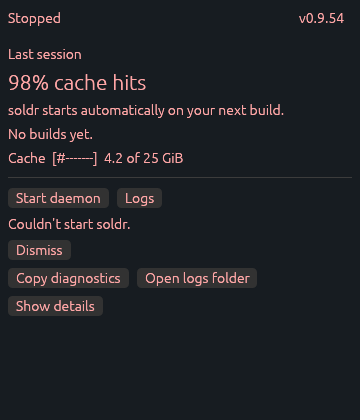 Stopped v0.9.54
Last session
98% cache hits
soldr starts automatically on your next build.
No builds yet.
Cache [#-------] 4.2 of 25 GiB
Start daemon Logs
Couldn't start soldr.
Dismiss
Copy diagnostics Open logs folder
Show details